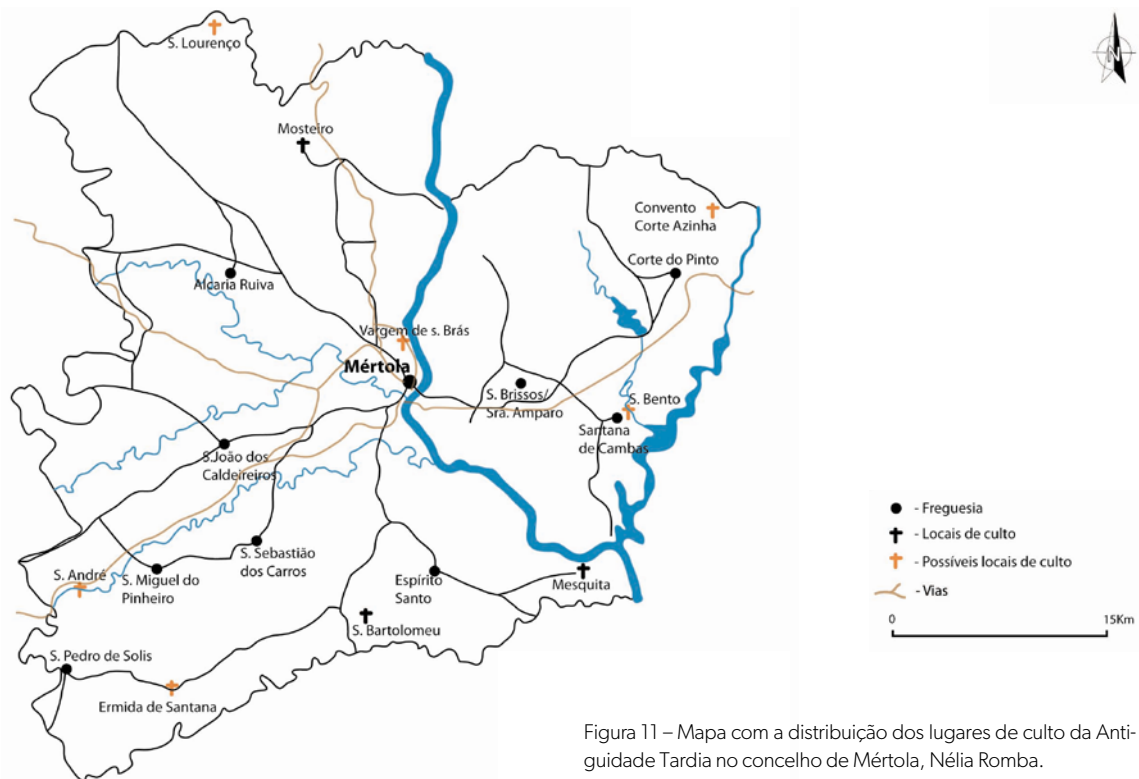 S. Lourenço
N
Mosteiro
Convento
Corte Azinha
Corte do Pinto
Alcaria Ruiva
Vargem de s. Brás
Mértola
S. Brissos/
Sra. Amparo
S. Bento
Santana
de Cambas
S.João dos
Caldeireiros
S. Sebastião
dos Carros
S. André
S. Miguel do
Pinheiro
Espírito
Santo
Mesquita
S. Bartolomeu
S. Pedro de Solis
Ermida de Santana
- Freguesia
- Locais de culto
- Possíveis locais de culto
- Vias
0 15Km
Figura 11 – Mapa com a distribuição dos lugares de culto da Anti-
guidade Tardia no concelho de Mértola, Nélia Romba.